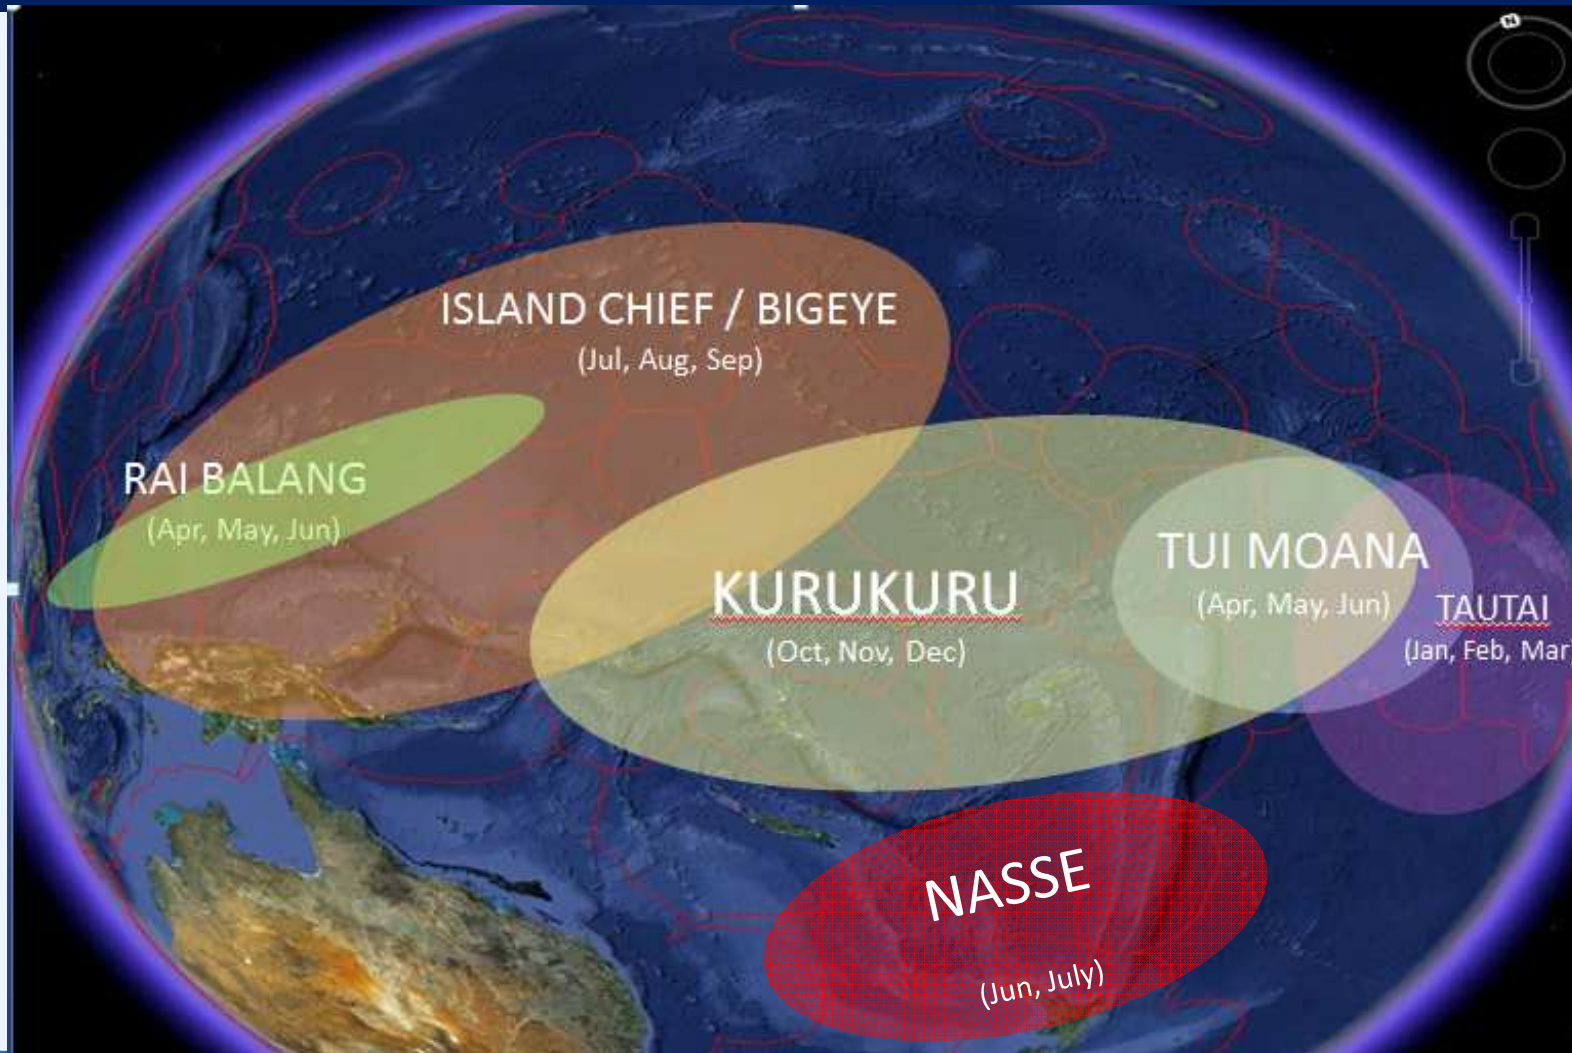 N
ISLAND CHIEF / BIGEYE
(Jul, Aug, Sep)
RAI BALANG
(Apr, May, Jun)
KURUKURU
(Oct, Nov, Dec)
TUI MOANA
(Apr, May, Jun)
TAUTAI
(Jan, Feb, Mar)
NASSE
(Jun, July)